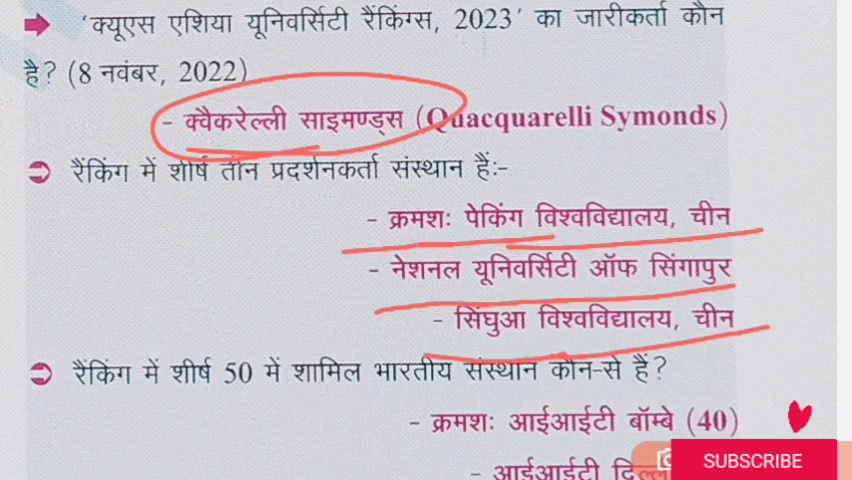 'क्यूएस एशिया यूनिवर्सिटी रैंकिंग्स, 2023' का जारीकर्ता कौन
है? (8 नवंबर, 2022)
- क्वैकरेल्ली साइमण्ड्स (Quacquarelli Symonds)
रैंकिंग में शीर्ष तीन प्रदर्शनकर्ता संस्थान हैं:-
- क्रमशः पेकिंग विश्वविद्यालय, चीन
- नेशनल यूनिवर्सिटी ऑफ सिंगापुर
- सिंघुआ विश्वविद्यालय, चीन
रैंकिंग में शीर्ष 50 में शामिल भारतीय संस्थान कौन-से हैं?
- क्रमशः आईआईटी बॉम्बे (40)
- आईआईटी
SUBSCRIBE